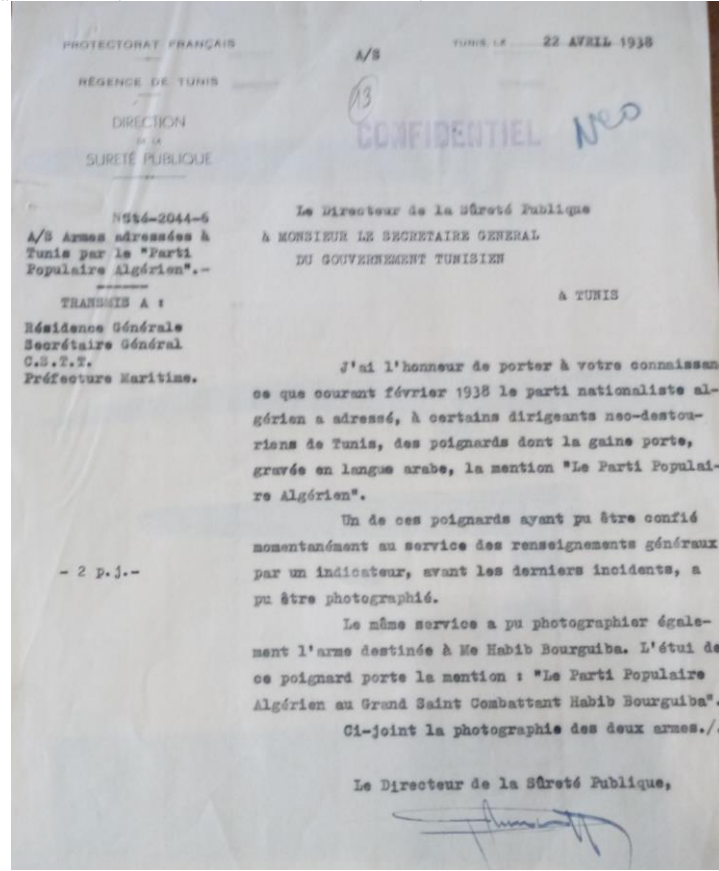 PROTECTORAT FRANÇAIS
RÉGENCE DE TUNIS
DIRECTION
DE LA
SURETÉ PUBLIQUE
TUNIS, LE 22 AVRIL 1938
A/S
13
CONFIDENTIEL
Neo
A/S Armes adressées à
Tunis par le "Parti
Populaire Algérien".-
TRANSMIS A :
Résidence Générale
Secrétaire Général
C.S.T.T.
Préfecture Maritime.
- 2 p.j.-
Le Directeur de la Sûreté Publique
à MONSIEUR LE SECRETAIRE GENERAL
DU GOUVERNEMENT TUNISIEN
à TUNIS
J'ai l'honneur de porter à votre connaissan
ce que courant février 1938 le parti nationaliste al-
gérien a adressé, à certains dirigeants neo-destou-
riens de Tunis, des poignards dont la gaine porte,
gravée en langue arabe, la mention "Le Parti Populai-
re Algérien".
Un de ces poignards ayant pu être confié
momentanément au service des renseignements généraux
par un indicateur, avant les derniers incidents, a
pu être photographié.
Le même service a pu photographier égale-
ment l'arme destinée à Me Habib Bourguiba. L'étui de
ce poignard porte la mention : "Le Parti Populaire
Algérien au Grand Saint Combattant Habib Bourguiba".
Ci-joint la photographie des deux armes./.
Le Directeur de la Sûreté Publique,